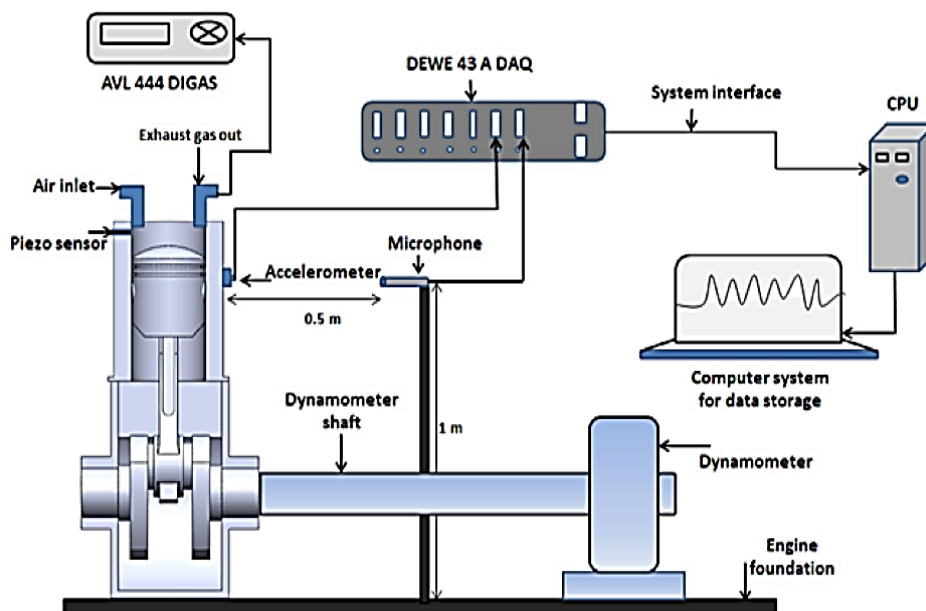 AVL 444 DIGAS
DEWE 43 A DAQ
System interface
CPU
Exhaust gas out
Air inlet
Piezo sensor
Microphone
Accelerometer
0.5 m
Computer system
for data storage
Dynamometer
shaft
1 m
Dynamometer
Engine
foundation